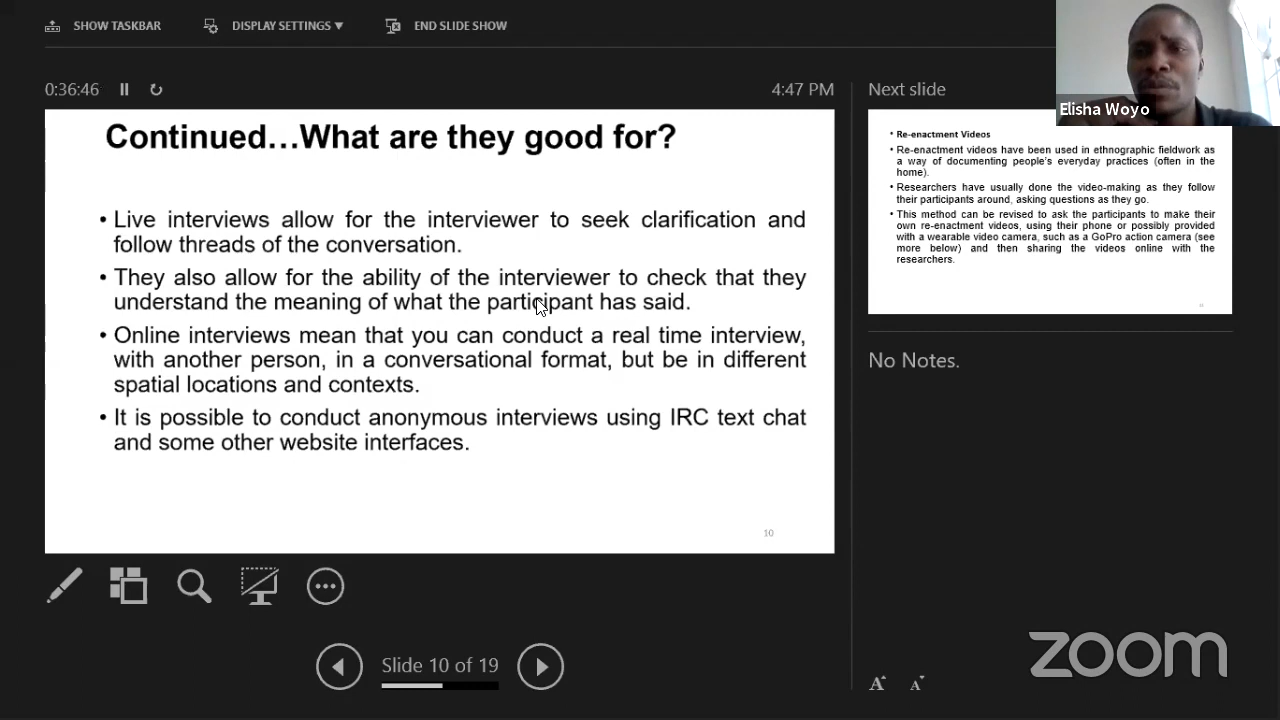 SHOW TASKBAR
DISPLAY SETTINGS
END SLIDE SHOW
Elisha Woyo
0:36:46
4:47 PM
Next slide
Continued…What are they good for?
• Live interviews allow for the interviewer to seek clarification and
follow threads of the conversation.
• They also allow for the ability of the interviewer to check that they
understand the meaning of what the participant has said.
• Online interviews mean that you can conduct a real time interview,
with another person, in a conversational format, but be in different
spatial locations and contexts.
• It is possible to conduct anonymous interviews using IRC text chat
and some other website interfaces.
10
• Re-enactment Videos
• Re-enactment videos have been used in ethnographic fieldwork as
a way of documenting people's everyday practices (often in the
home).
• Researchers have usually done the video-making as they follow
their participants around, asking questions as they go.
• This method can be revised to ask the participants to make their
own re-enactment videos, using their phone or possibly provided
with a wearable video camera, such as a GoPro action camera (see
more below) and then sharing the videos online with the
researchers.
No Notes.
Slide 10 of 19
A A
zoom